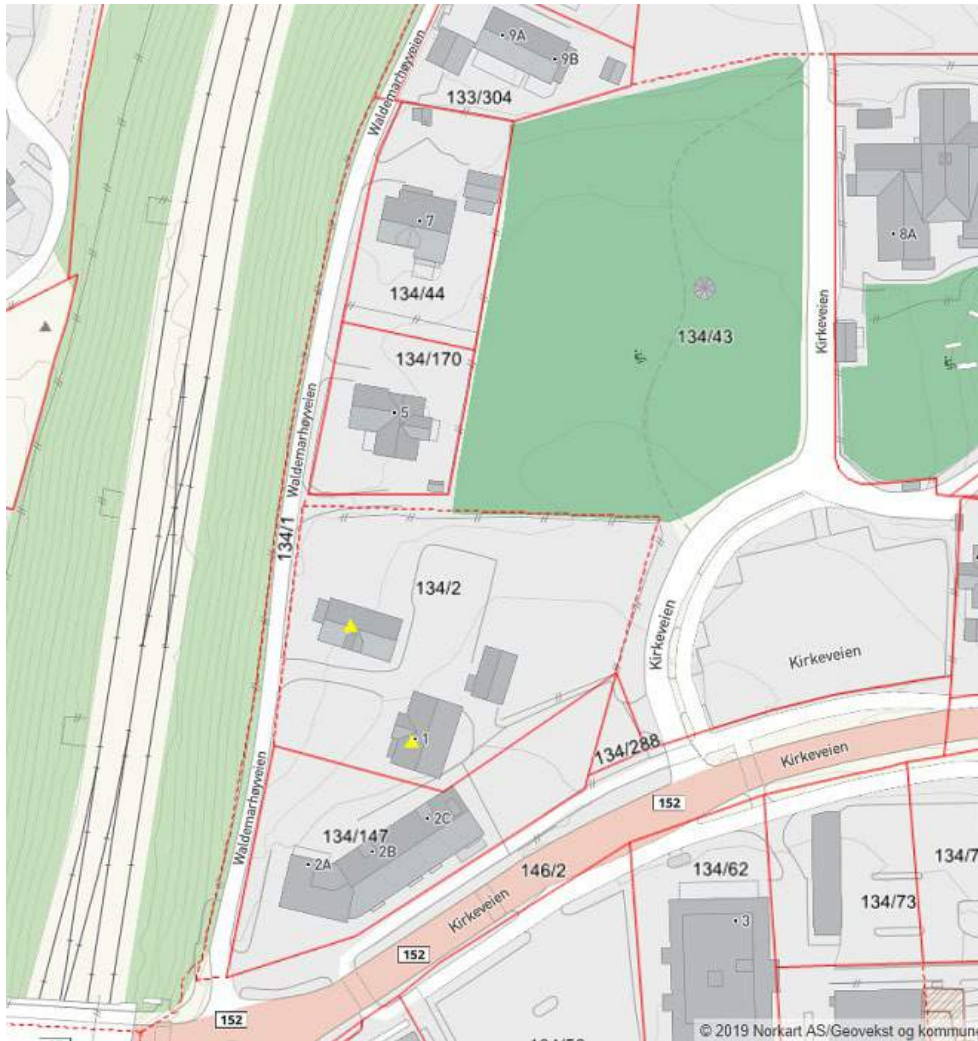 9A
9B
Waldemarhøyveien
133/304
7
8A
134/44
Kirkeveien
134/43
134/170
5
Waldemarhøyveien
134/1
134/2
Kirkeveien
Kirkeveien
1
134/288
Kirkeveien
Waldemarhøyveien
152
2C
134/147
2B
2A
146/2
134/62
134/7
134/73
Kirkeveien
3
152
152
© 2019 Norkart AS/Geovekst og kommune